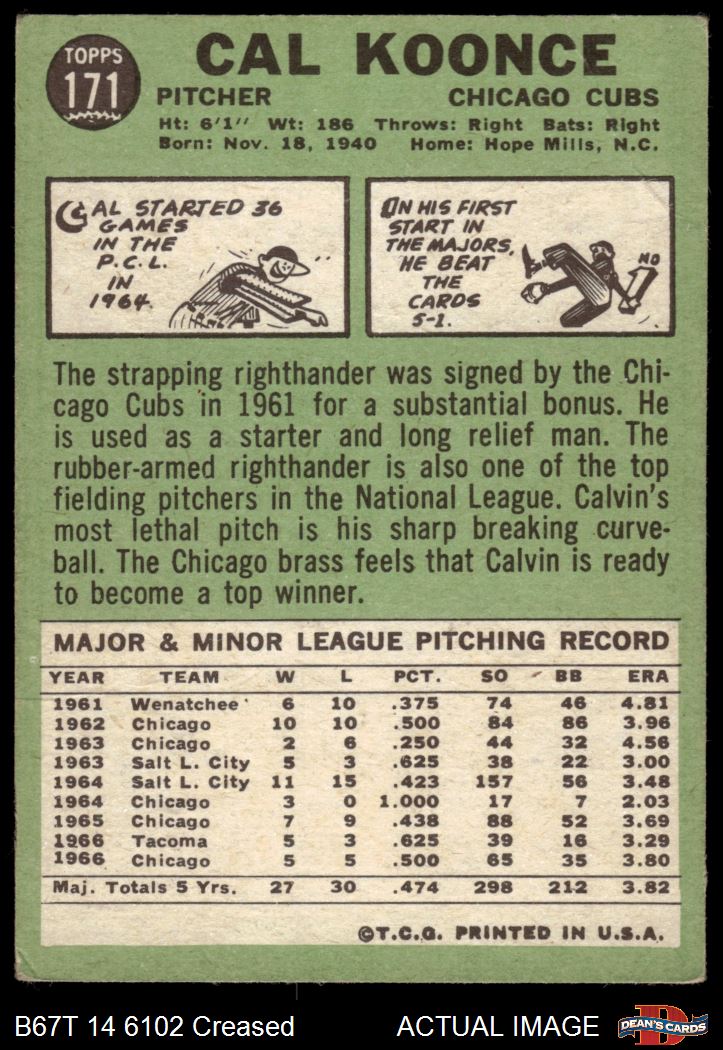 TOPPS
171
CAL KOONCE
PITCHER CHICAGO CUBS
Ht: 6'1" Wt: 186 Throws: Right Bats: Right
Born: Nov. 18, 1940 Home: Hope Mills, N.C.
CAL STARTED 36
GAMES
IN THE
P.C.L.
IN
1964.
ON HIS FIRST
START IN
THE MAJORS,
HE BEAT
THE
CARDS
5-1.
NO
The strapping righthander was signed by the Chi-
cago Cubs in 1961 for a substantial bonus. He
is used as a starter and long relief man. The
rubber-armed righthander is also one of the top
fielding pitchers in the National League. Calvin's
most lethal pitch is his sharp breaking curve-
ball. The Chicago brass feels that Calvin is ready
to become a top winner.
MAJOR & MINOR LEAGUE PITCHING RECORD
YEAR TEAM W L PCT. SO BB ERA
1961 Wenatchee 6 10 .375 74 46 4.81
1962 Chicago 10 10 .500 84 86 3.96
1963 Chicago 2 6 .250 44 32 4.56
1963 Salt L. City 5 3 .625 38 22 3.00
1964 Salt L. City 11 15 .423 157 56 3.48
1964 Chicago 3 0 1.000 17 7 2.03
1965 Chicago 7 9 .438 88 52 3.69
1966 Tacoma 5 3 .625 39 16 3.29
1966 Chicago 5 5 .500 65 35 3.80
Maj. Totals 5 Yrs. 27 30 .474 298 212 3.82
©T.C.G. PRINTED IN U.S.A.
B67T 14 6102 Creased ACTUAL IMAGE
D
DEAN'S CARDS